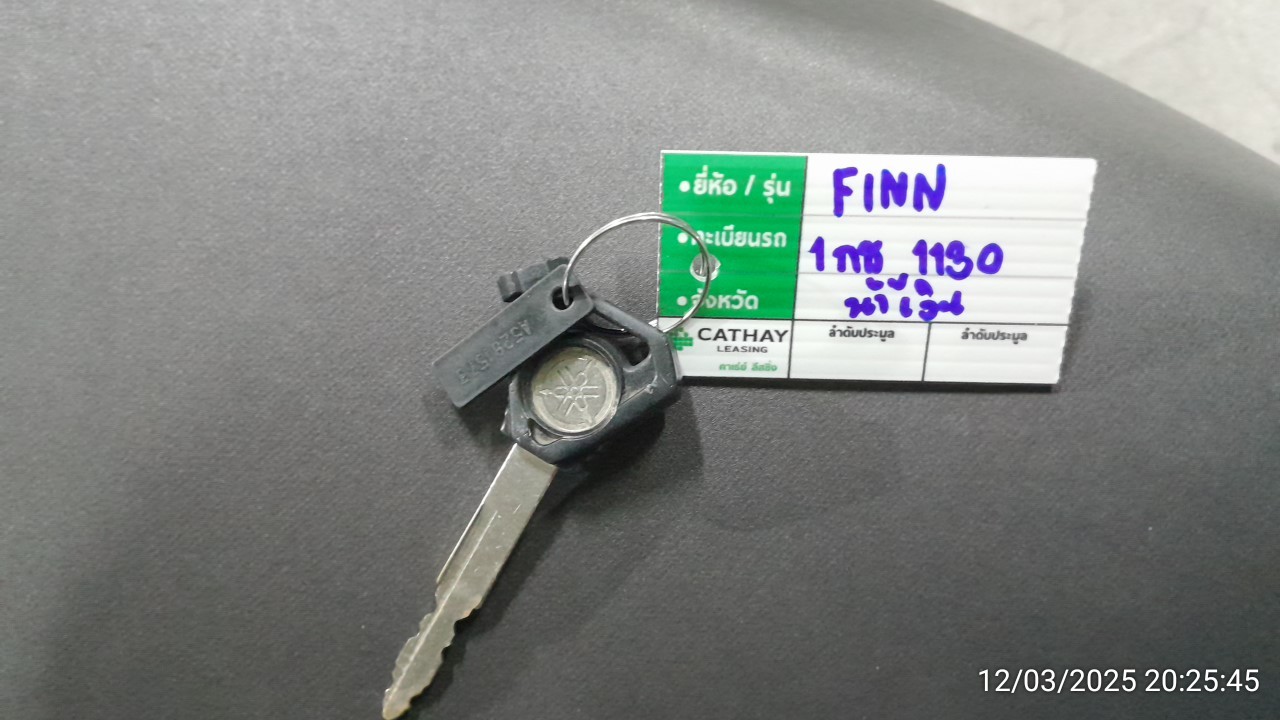 •ยี่ห้อ / รุ่น FINN
•ทะเบียนรถ 1กช 1130
•จังหวัด น้ำเงิน
CATHAY
LEASING
คาเธ่ย์ ลีสซิ่ง
ลำดับประมูล ลำดับประมูล
12/03/2025 20:25:45